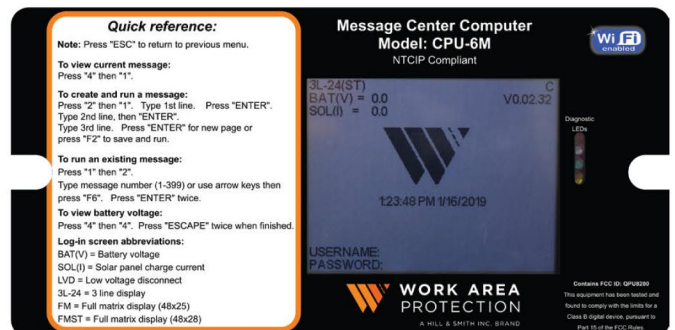 Quick reference:
Note: Press "ESC" to return to previous menu.
To view current message:
Press "4" then "1".
To create and run a message:
Press "2" then "1". Type 1st line. Press "ENTER".
Type 2nd line, then "ENTER".
Type 3rd line. Press "ENTER" for new page or
press "F2" to save and run.
To run an existing message:
Press "1" then "2".
Type message number (1-399) or use arrow keys then
press "F6". Press "ENTER" twice.
To view battery voltage:
Press "4" then "4". Press "ESCAPE" twice when finished.
Log-in screen abbreviations:
BAT(V) = Battery voltage
SOL(I) = Solar panel charge current
LVD = Low voltage disconnect
3L-24 = 3 line display
FM = Full matrix display (48x25)
FMST = Full matrix display (48x28)
Message Center Computer
Model: CPU-6M
NTCIP Compliant
Wi Fi
enabled
3L-24(ST) C
BAT(V) = 0.0 V0.02.32
SOL(I) = 0.0
1:23:48 PM 1/16/2019
USERNAME:
PASSWORD:
Diagnostic
LEDs
WORK AREA
PROTECTION
A HILL & SMITH INC. BRAND
Contains FCC ID: QPU8200
This equipment has been tested and
found to comply with the limits for a
Class B digital device, pursuant to
Part 15 of the FCC Rules